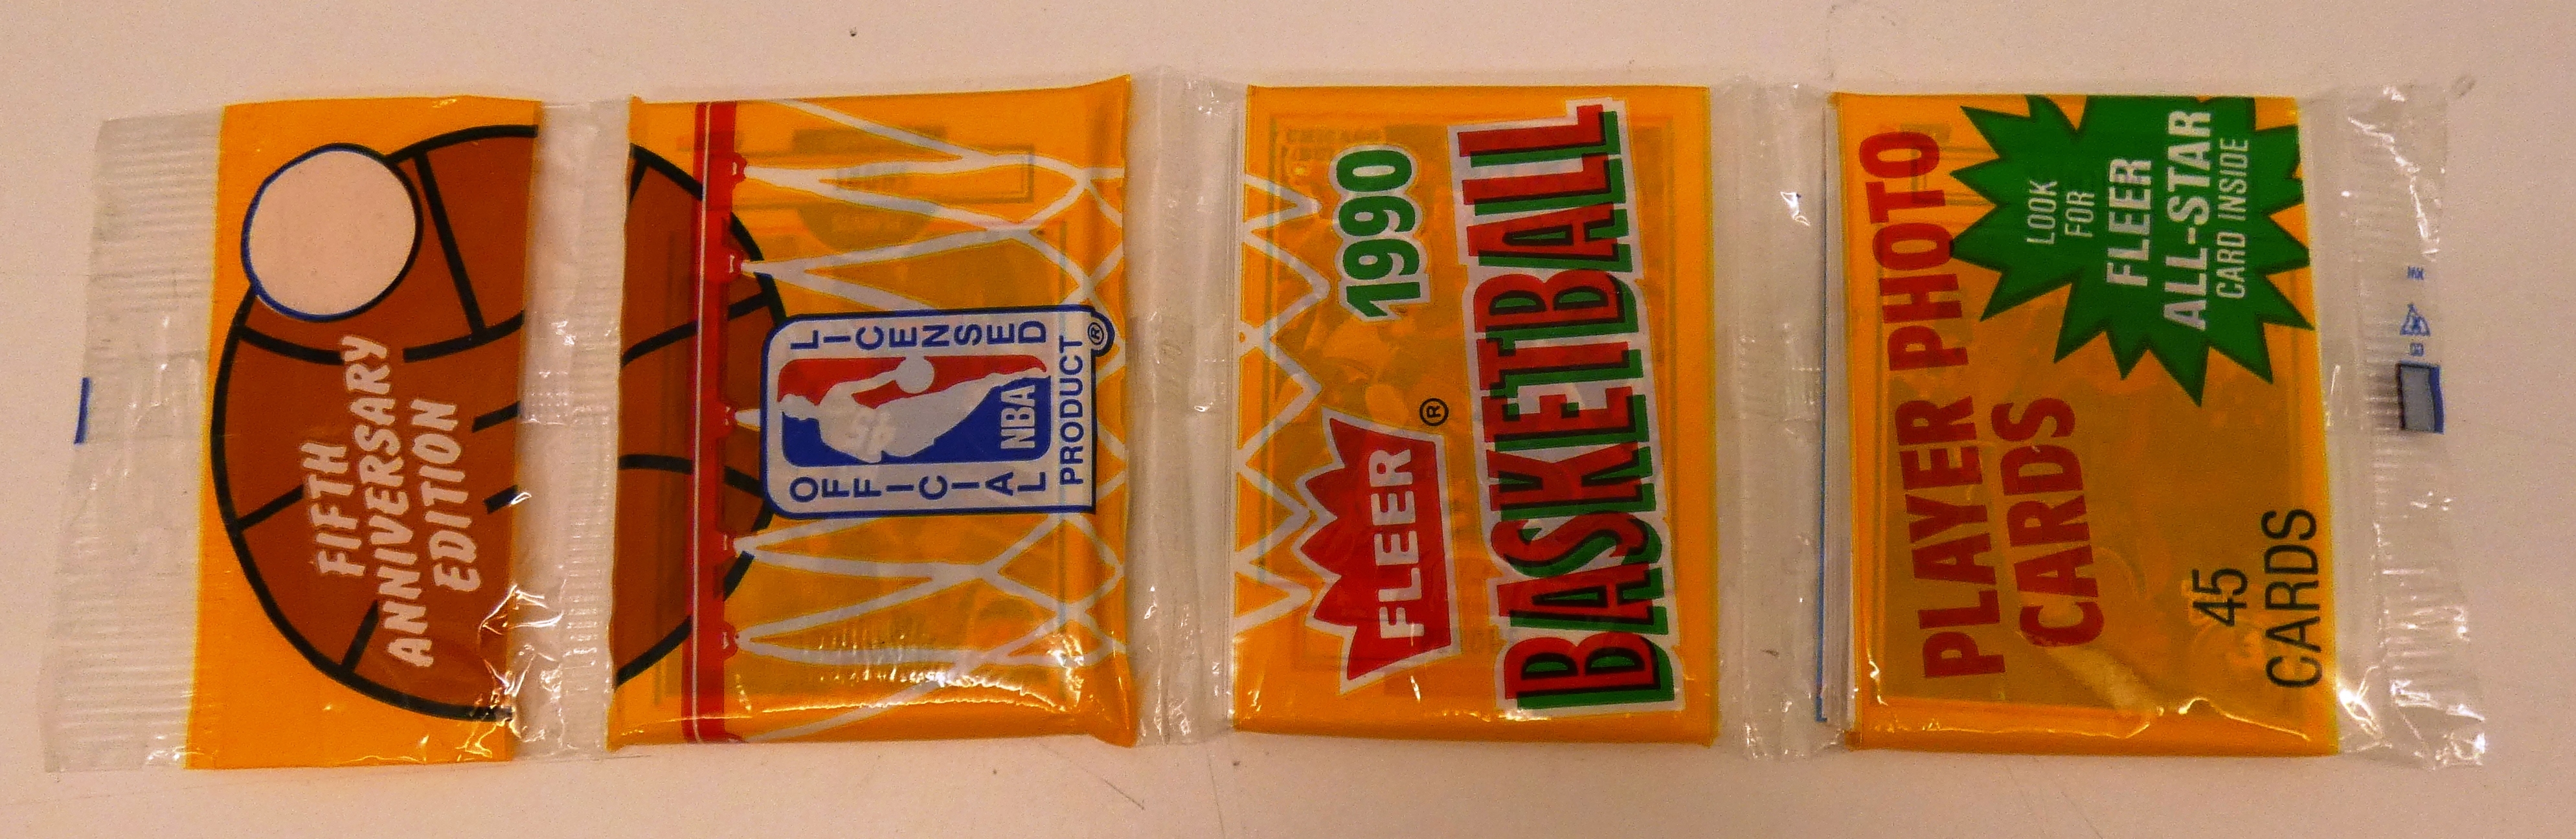 FIFTH
ANNIVERSARY
EDITION
OFFICIAL
LICENSED
NBA
PRODUCT®
1990
FLEER®
BASKETBALL
PLAYER PHOTO
CARDS
LOOK
FOR
FLEER
ALL-STAR
CARD INSIDE
45
CARDS